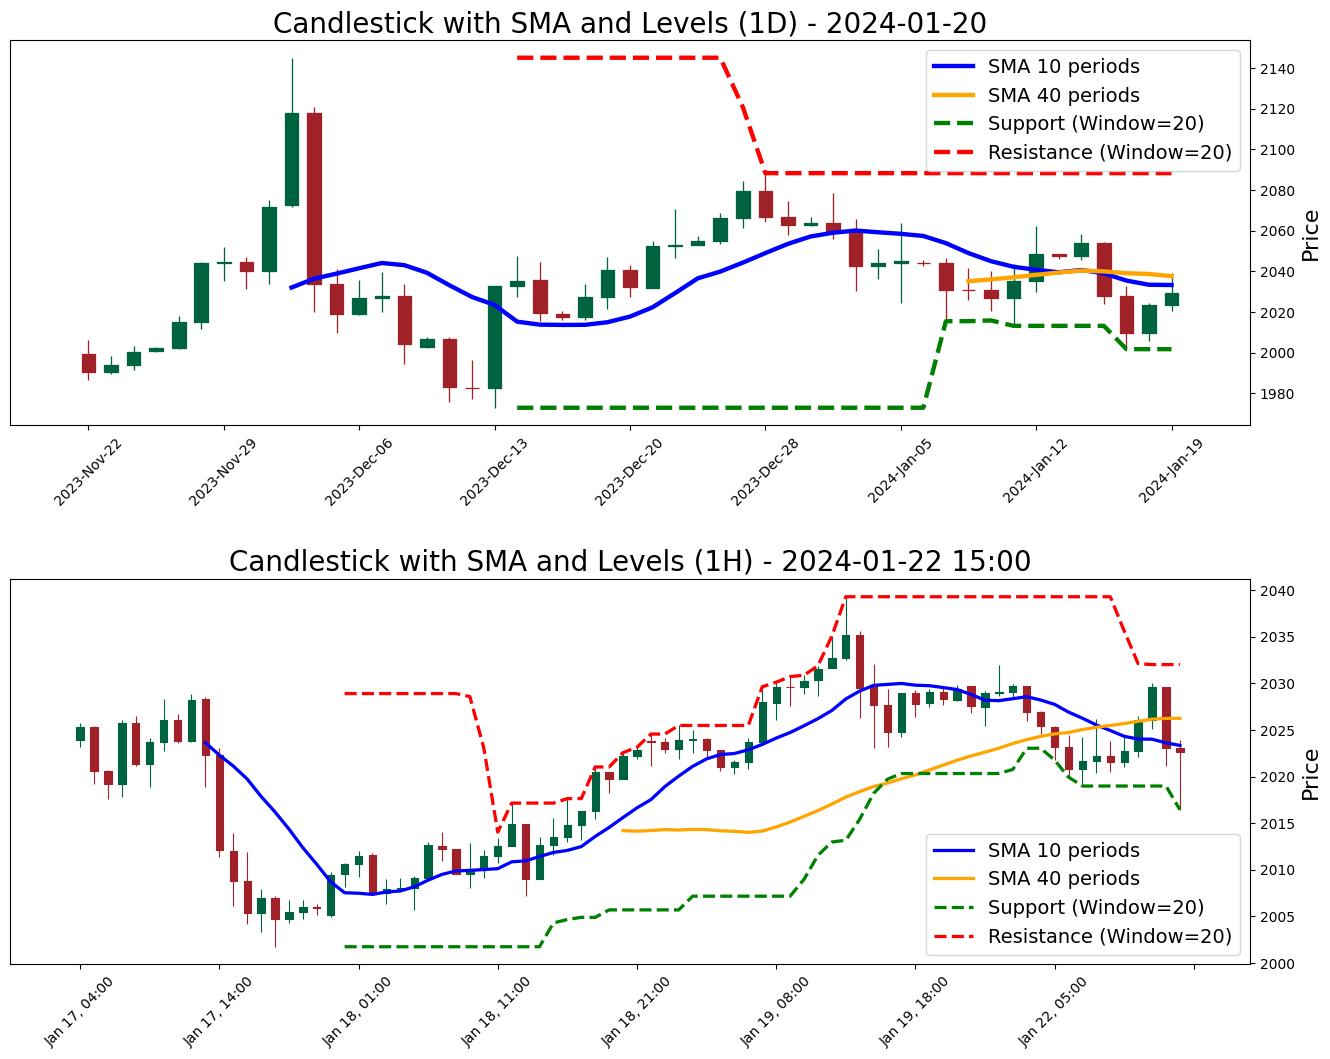 Candlestick with SMA and Levels (1D) - 2024-01-20
SMA 10 periods
SMA 40 periods
Support (Window=20)
Resistance (Window=20)
2140
2120
2100
2080
2060
2040
2020
2000
1980
Price
2023-Nov-22
2023-Nov-29
2023-Dec-06
2023-Dec-13
2023-Dec-20
2023-Dec-28
2024-Jan-05
2024-Jan-12
2024-Jan-19
Candlestick with SMA and Levels (1H) - 2024-01-22 15:00
2040
2035
2030
2025
2020
2015
2010
2005
2000
Price
SMA 10 periods
SMA 40 periods
Support (Window=20)
Resistance (Window=20)
Jan 17, 04:00
Jan 17, 14:00
Jan 18, 01:00
Jan 18, 11:00
Jan 18, 21:00
Jan 19, 08:00
Jan 19, 18:00
Jan 22, 05:00